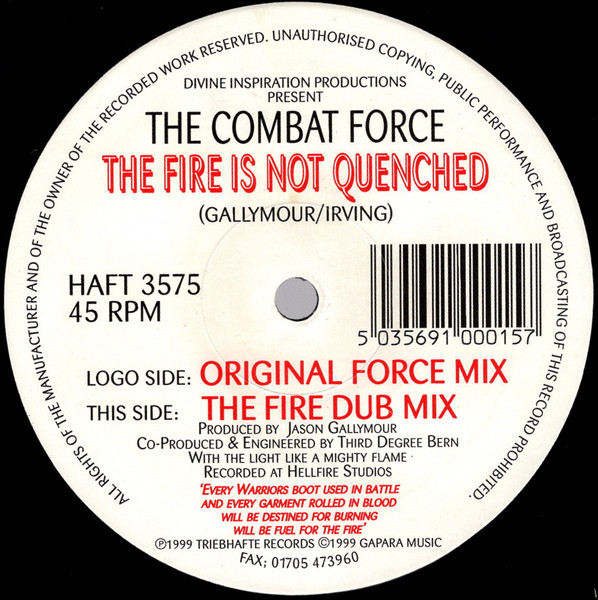 ALL RIGHTS OF THE MANUFACTURER AND OF THE OWNER OF THE RECORDED WORK RESERVED. UNAUTHORISED COPYING, PUBLIC PERFORMANCE AND BROADCASTING OF THIS RECORD PROHIBITED.
DIVINE INSPIRATION PRODUCTIONS
PRESENT
THE COMBAT FORCE
THE FIRE IS NOT QUENCHED
(GALLYMOUR/IRVING)
HAFT 3575
45 RPM
5 035691 000157
LOGO SIDE: ORIGINAL FORCE MIX
THIS SIDE: THE FIRE DUB MIX
PRODUCED BY JASON GALLYMOUR
CO-PRODUCED & ENGINEERED BY THIRD DEGREE BERN
WITH THE LIGHT LIKE A MIGHTY FLAME
RECORDED AT HELLFIRE STUDIOS
'EVERY WARRIORS BOOT USED IN BATTLE
AND EVERY GARMENT ROLLED IN BLOOD
WILL BE DESTINED FOR BURNING
WILL BE FUEL FOR THE FIRE'
℗1999 TRIEBHAFTE RECORDS ©1999 GAPARA MUSIC
FAX; 01705 473960